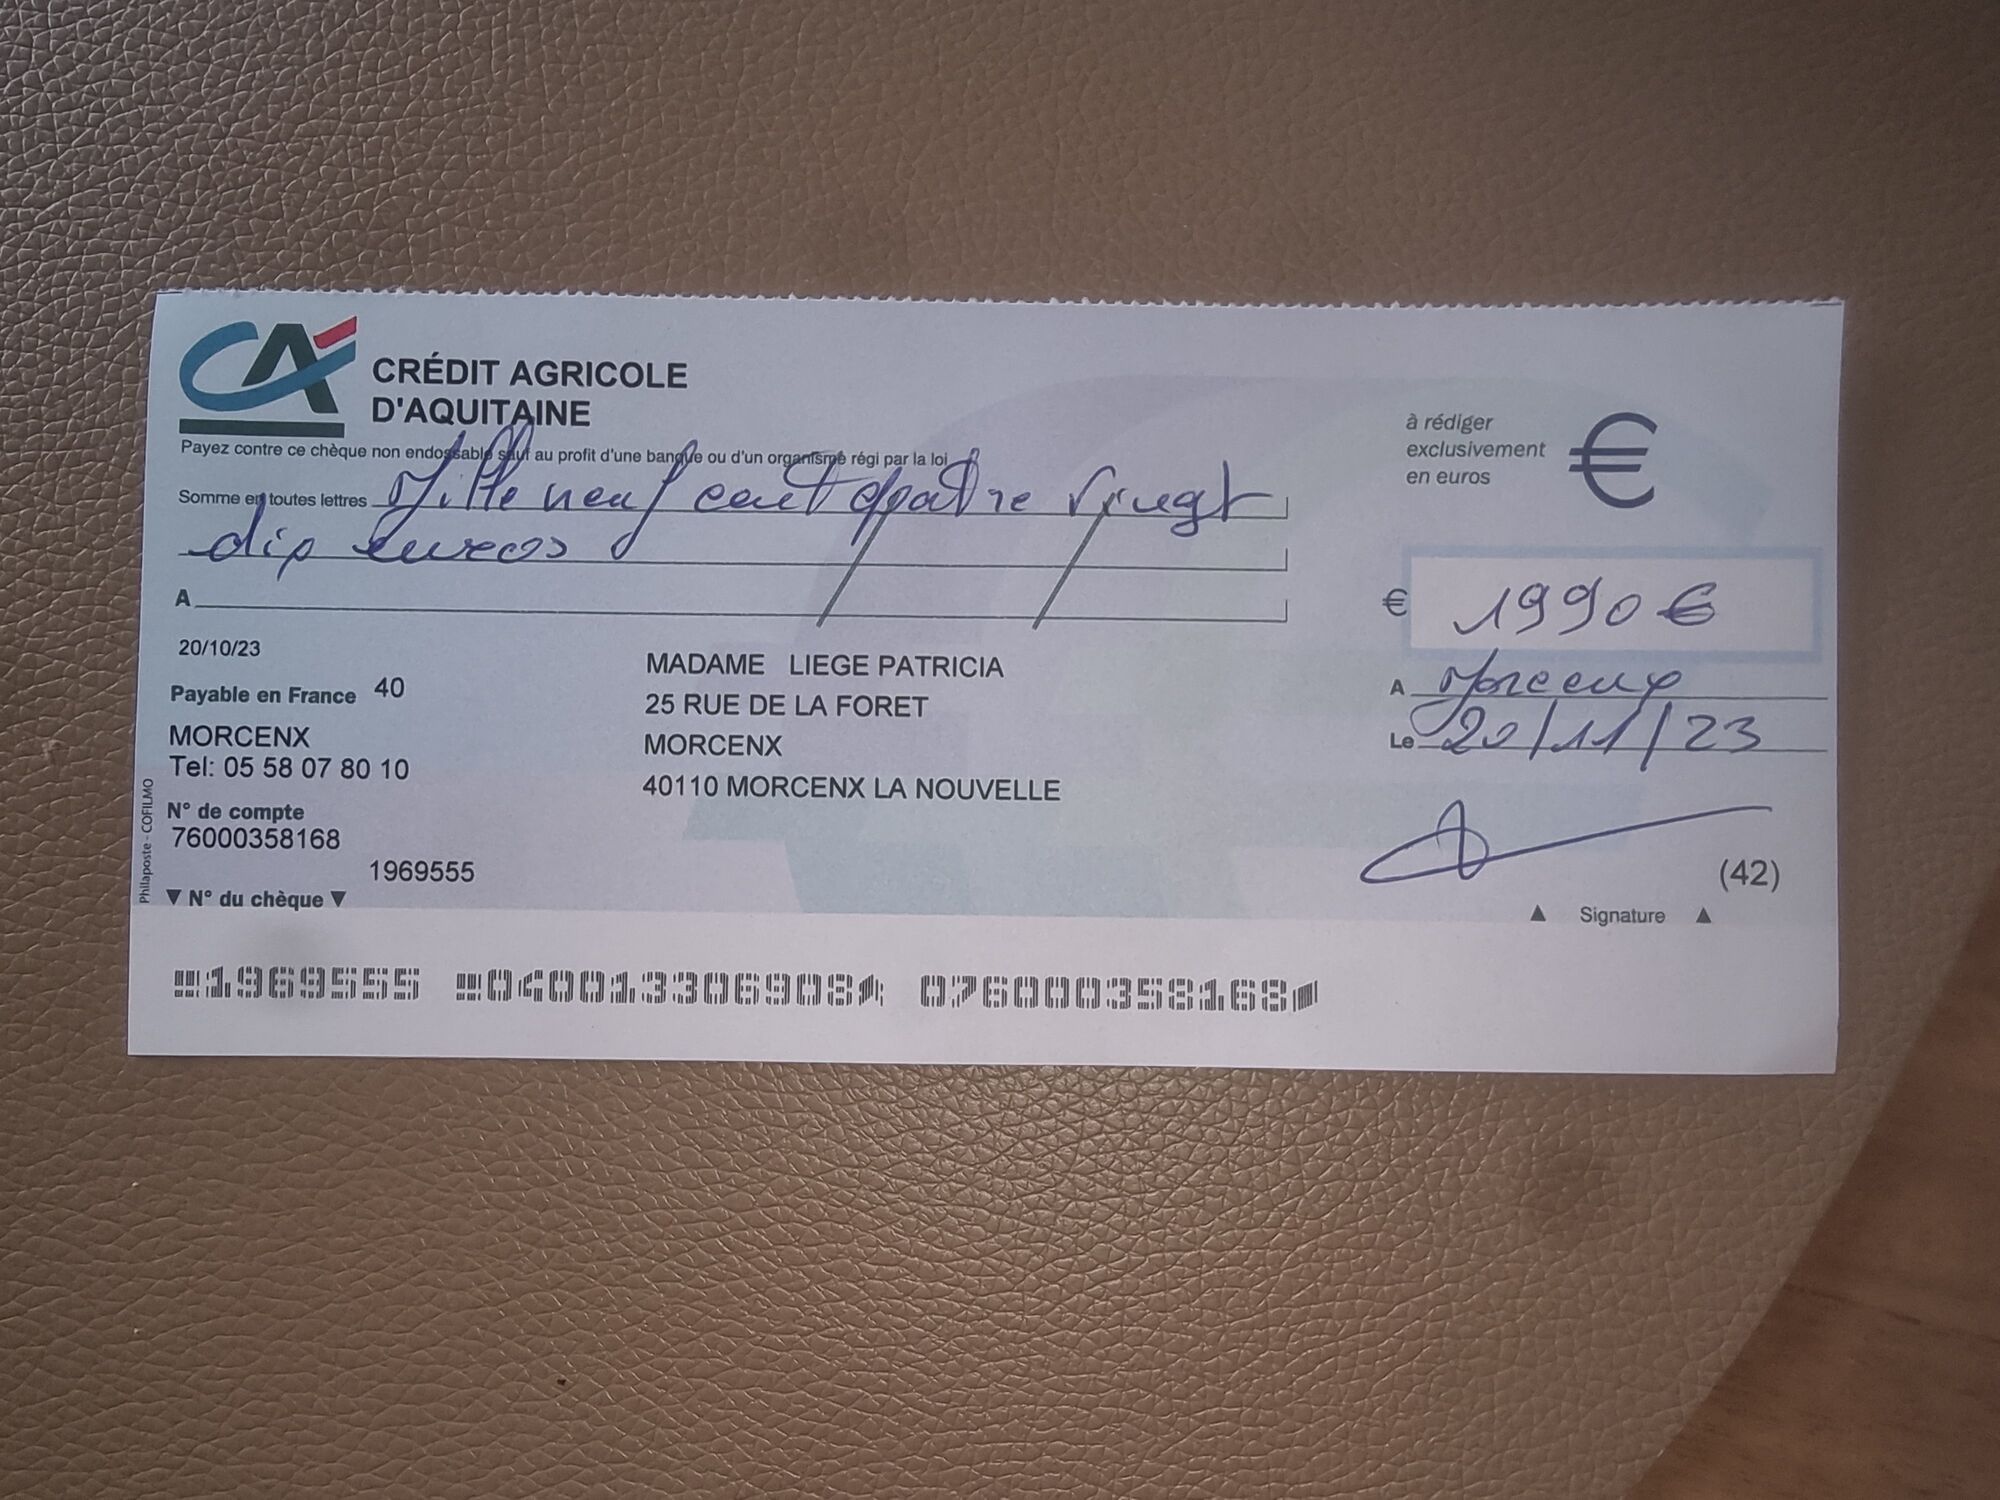 CA
CRÉDIT AGRICOLE
D'AQUITAINE
Payez contre ce chèque non endossable sauf au profit d'une banque ou d'un organisme régi par la loi
Somme en toutes lettres Mille neuf cent quatre vingt
dix euros
A
à rédiger
exclusivement
en euros
€
€ 1990 €
A Morcenx
Le 20/11/23
20/10/23
Payable en France 40
MORCENX
Tel: 05 58 07 80 10
N° de compte
76000358168
1969555
▼ N° du chèque ▼
MADAME LIEGE PATRICIA
25 RUE DE LA FORET
MORCENX
40110 MORCENX LA NOUVELLE
(42)
▲ Signature ▲
Philaposte - COFILMO
1969555 040013306908 076000358168